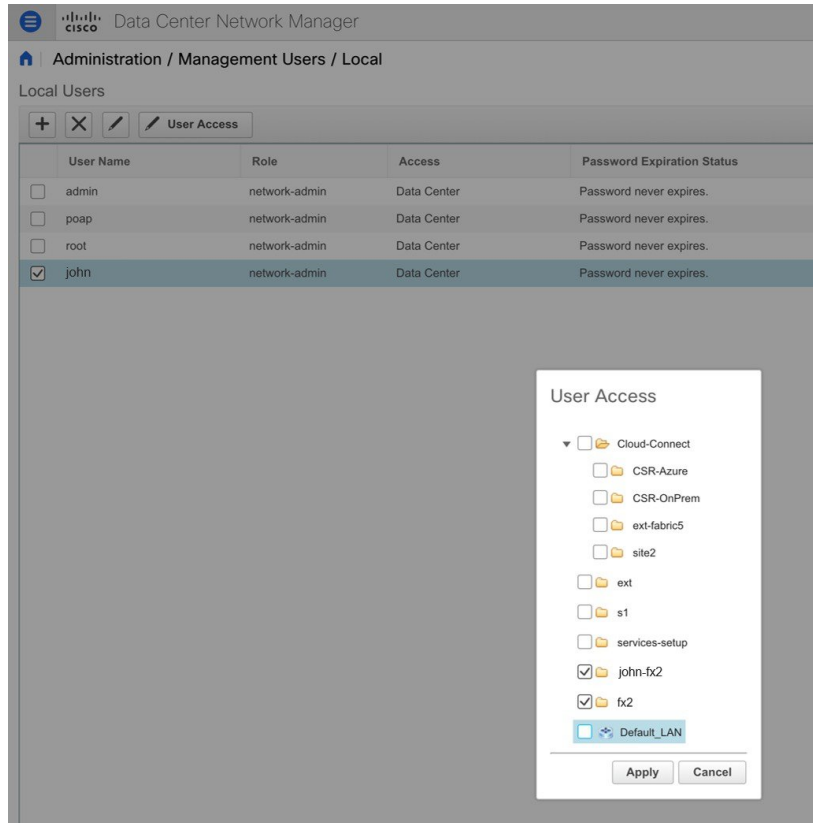 CISCO Data Center Network Manager
Administration / Management Users / Local
Local Users
User Access
User Name Role Access Password Expiration Status
admin network-admin Data Center Password never expires.
poap network-admin Data Center Password never expires.
root network-admin Data Center Password never expires.
john network-admin Data Center Password never expires.
User Access
Cloud-Connect
CSR-Azure
CSR-OnPrem
ext-fabric5
site2
ext
s1
services-setup
john-fx2
fx2
Default_LAN
Apply Cancel